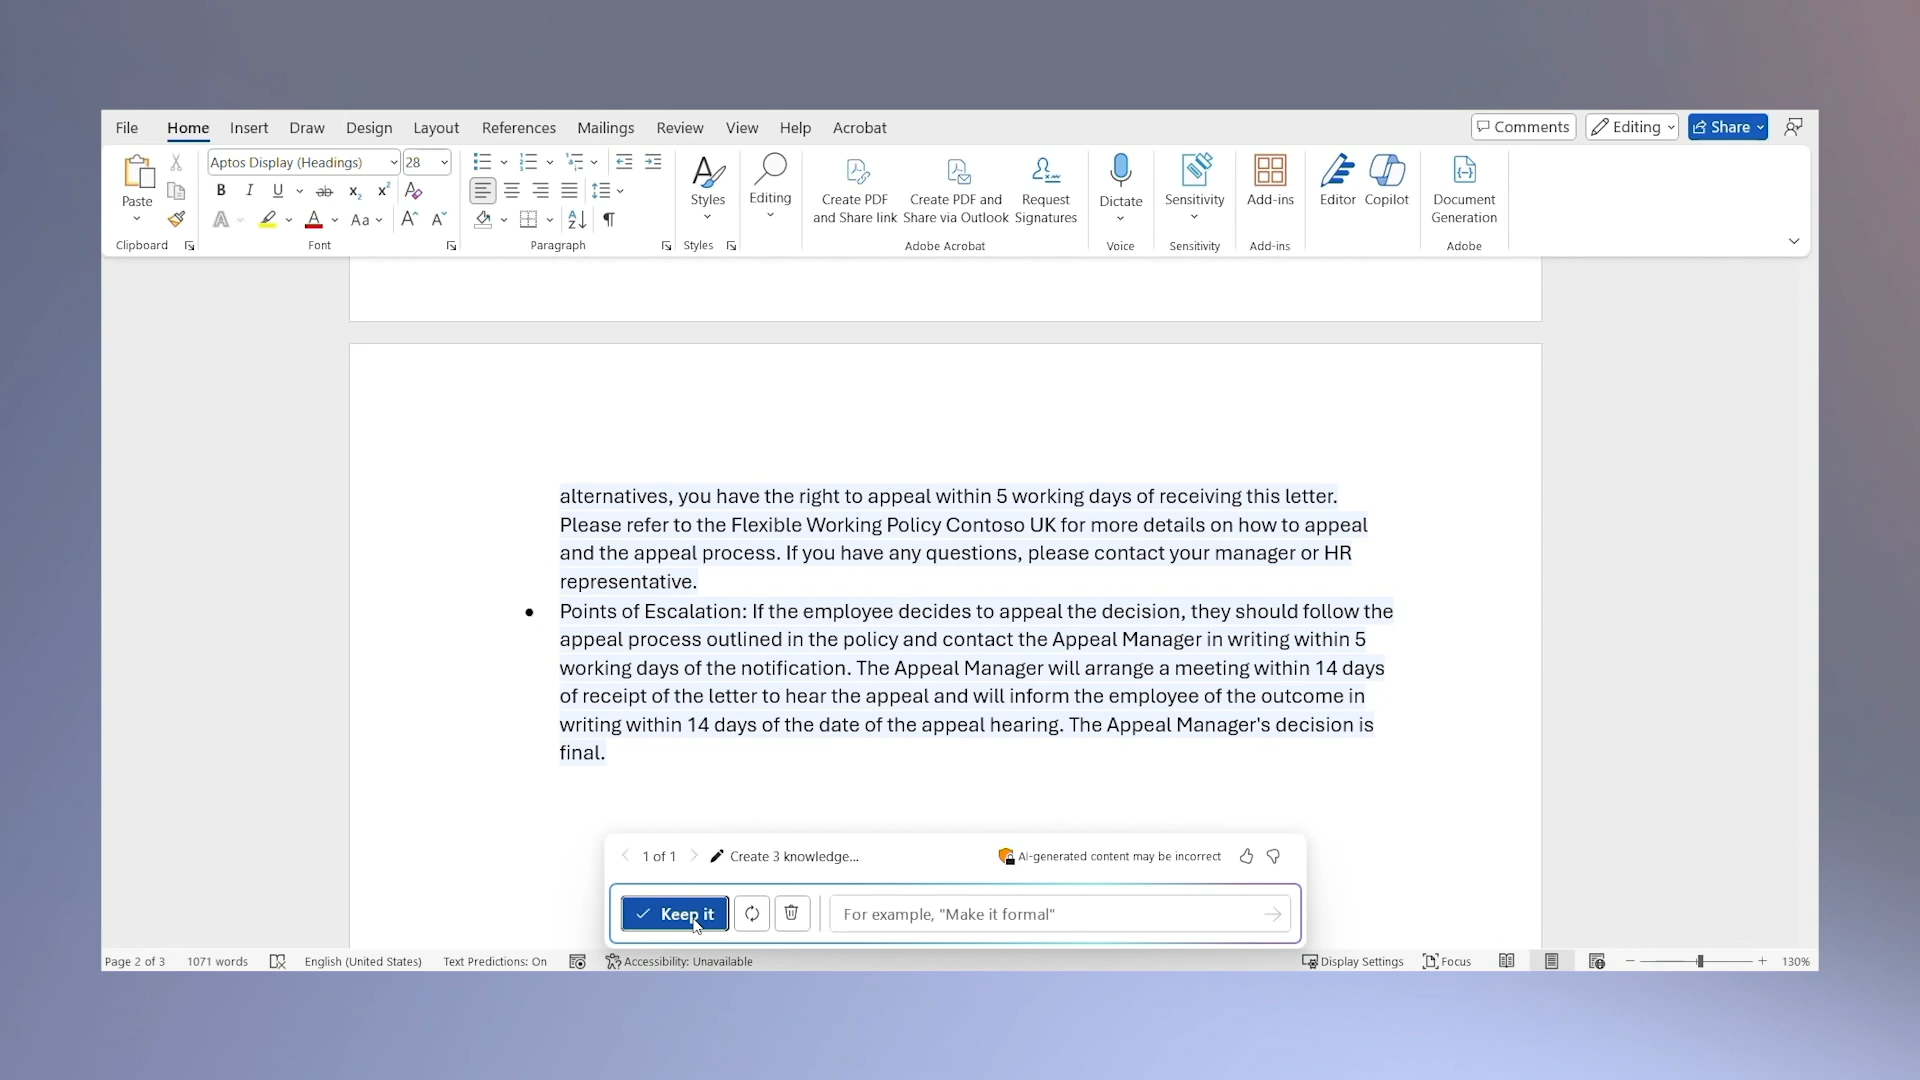 File Home Insert Draw Design Layout References Mailings Review View Help Acrobat
Comments Editing Share
Paste
Clipboard
Aptos Display (Headings) 28
B I U ab x₂ x² A
A A Aa A A
Font
Paragraph
Styles
Styles
Editing
Create PDF
and Share link
Create PDF and
Share via Outlook
Request
Signatures
Adobe Acrobat
Dictate
Voice
Sensitivity
Sensitivity
Add-ins
Add-ins
Editor
Copilot
Document
Generation
Adobe
alternatives, you have the right to appeal within 5 working days of receiving this letter.
Please refer to the Flexible Working Policy Contoso UK for more details on how to appeal
and the appeal process. If you have any questions, please contact your manager or HR
representative.
• Points of Escalation: If the employee decides to appeal the decision, they should follow the
appeal process outlined in the policy and contact the Appeal Manager in writing within 5
working days of the notification. The Appeal Manager will arrange a meeting within 14 days
of receipt of the letter to hear the appeal and will inform the employee of the outcome in
writing within 14 days of the date of the appeal hearing. The Appeal Manager's decision is
final.
1 of 1 Create 3 knowledge... AI-generated content may be incorrect
Keep it For example, "Make it formal"
Page 2 of 3 1071 words English (United States) Text Predictions: On Accessibility: Unavailable Display Settings Focus 130%